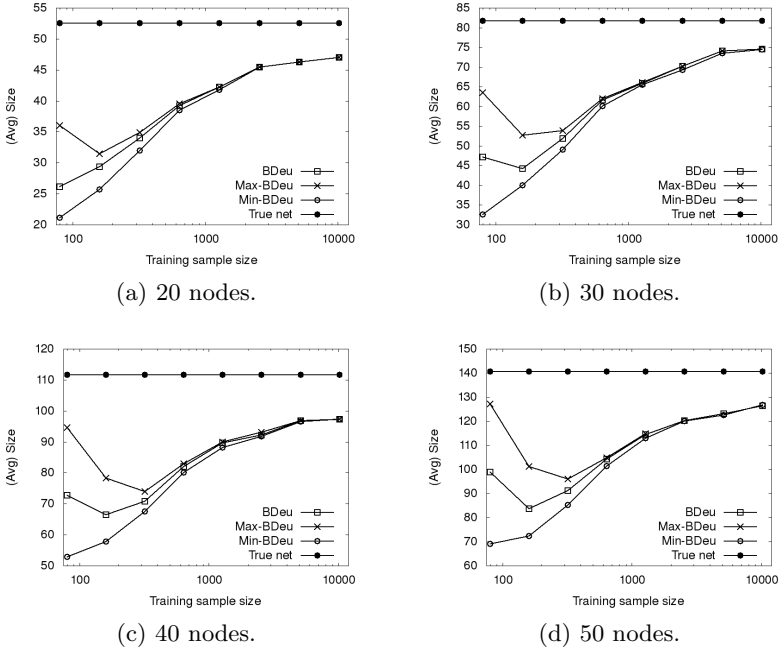 55
50
45
40
35
30
25
20
(Avg) Size
BDeu
Max-BDeu
Min-BDeu
True net
100
1000
10000
Training sample size
(a) 20 nodes.
85
80
75
70
65
60
55
50
45
40
35
30
(Avg) Size
BDeu
Max-BDeu
Min-BDeu
True net
100
1000
10000
Training sample size
(b) 30 nodes.
120
110
100
90
80
70
60
50
(Avg) Size
BDeu
Max-BDeu
Min-BDeu
True net
100
1000
10000
Training sample size
(c) 40 nodes.
150
140
130
120
110
100
90
80
70
60
(Avg) Size
BDeu
Max-BDeu
Min-BDeu
True net
100
1000
10000
Training sample size
(d) 50 nodes.